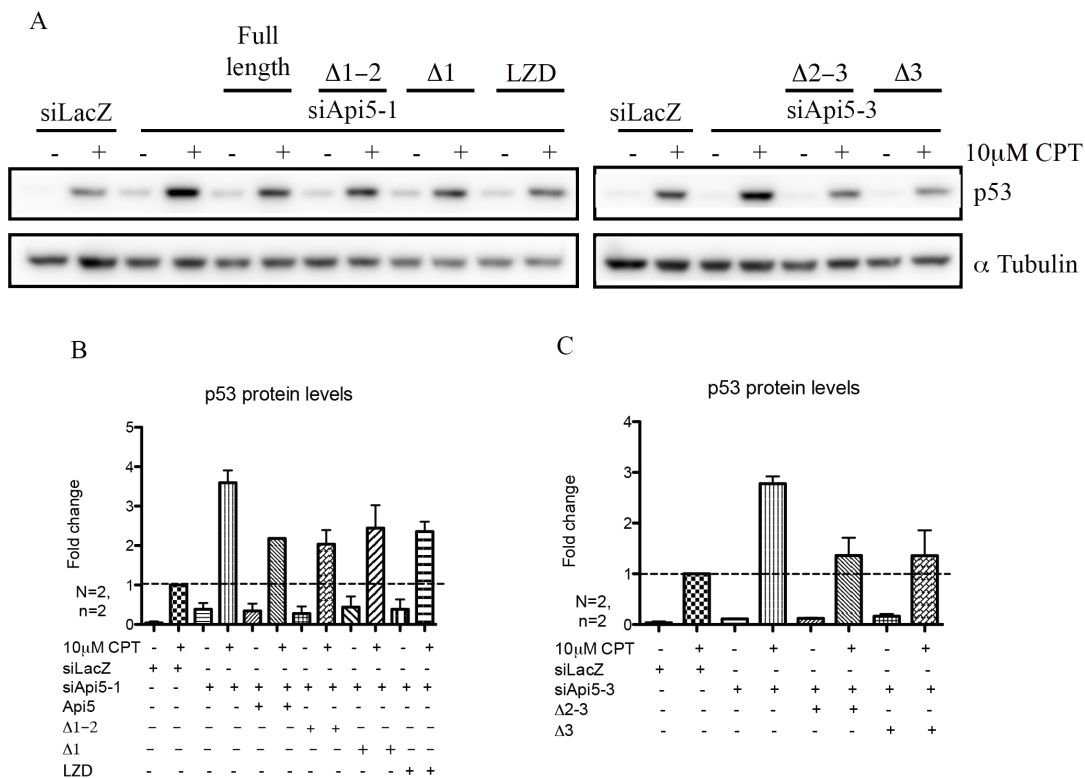 A
Full
length Δ1–2 Δ1 LZD Δ2–3 Δ3
siLacZ siApi5-1 siLacZ siApi5-3
- + - + - + - + - + - + - + - + - + - + 10μM CPT
p53
α Tubulin
B
p53 protein levels
5
4
3
2
1
0
Fold change
N=2,
n=2
10μM CPT - + - + - + - + - + - +
siLacZ + + - - - - - - - - - -
siApi5-1 - - + + + + + + + + + +
Api5 - - - - + + - - - - - -
Δ1–2 – – – – – – + + – – – –
Δ1 – – – – – – – – + + – –
LZD - - - - - - - - - - + +
C
p53 protein levels
4
3
2
1
0
Fold change
N=2,
n=2
10μM CPT - + - + - + - +
siLacZ + + - - - - - -
siApi5-3 - - + + + + + +
Δ2-3 - - - - + + - -
Δ3 - - - - - - + +